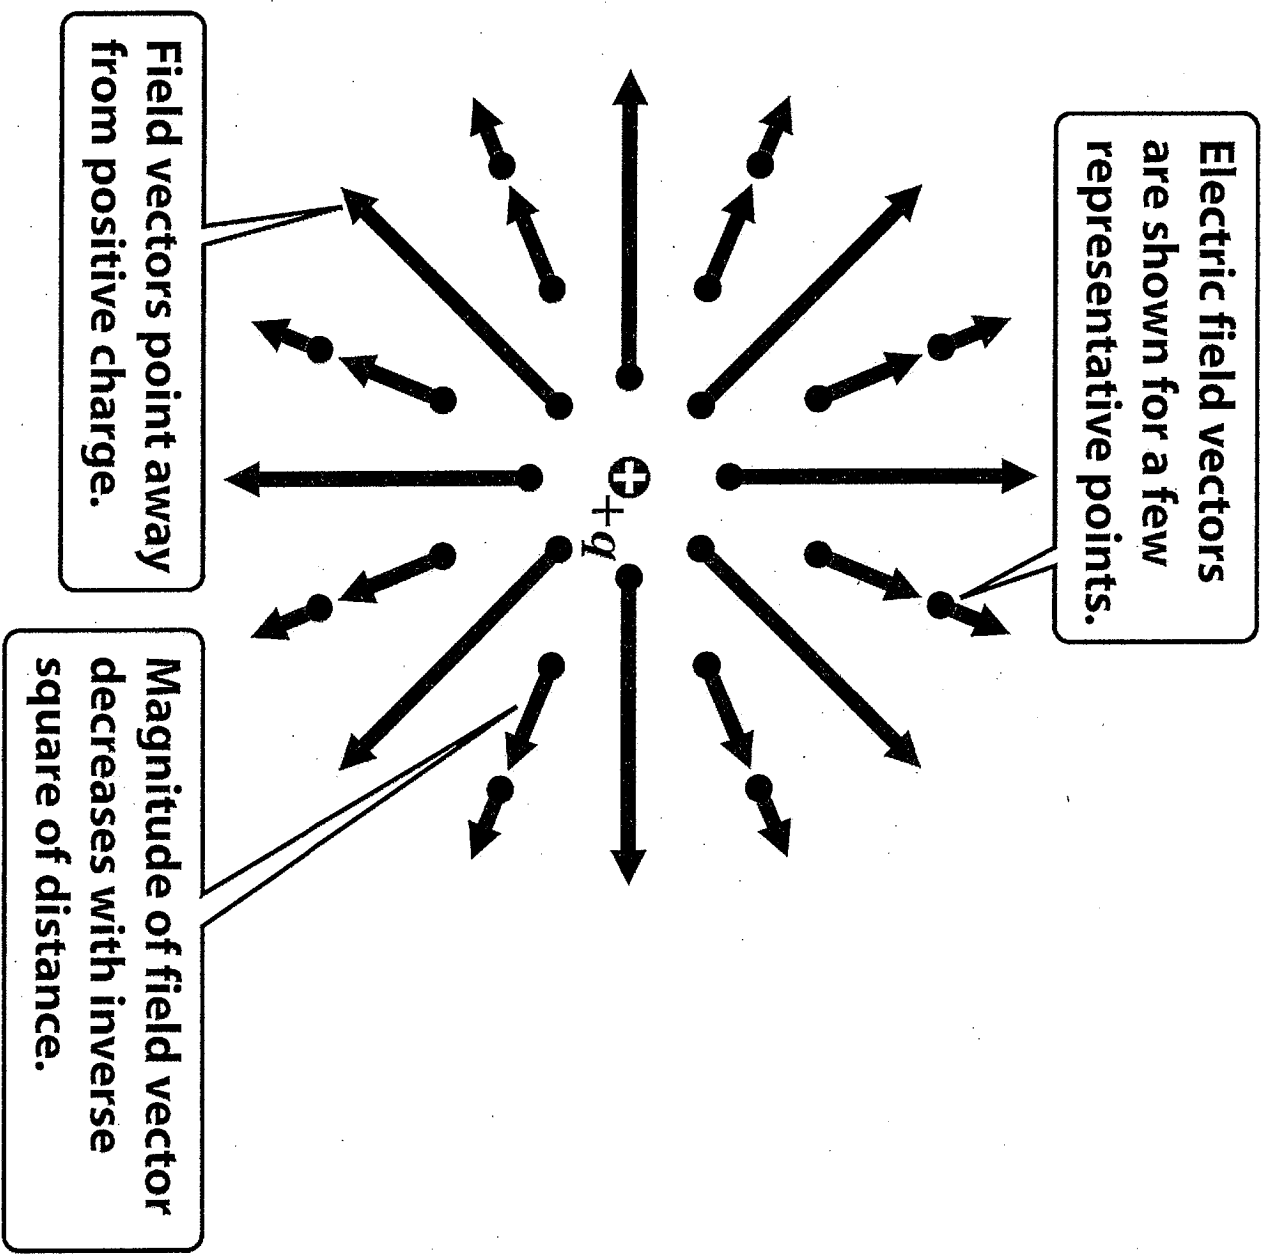 Electric field vectors
are shown for a few
representative points.
+q
Field vectors point away
from positive charge.
Magnitude of field vector
decreases with inverse
square of distance.